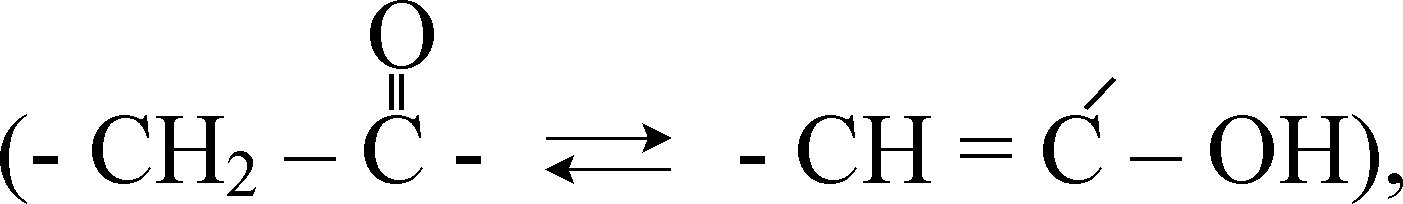 O
(- CH₂ – C - ⇌ - CH = C – OH),